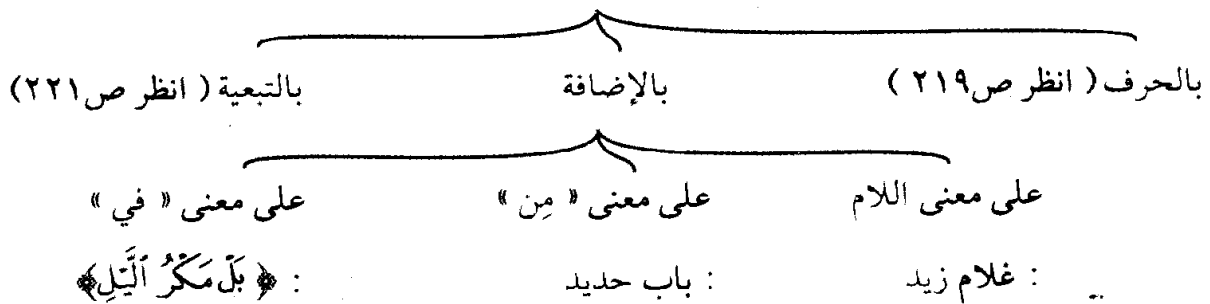 بالحرف ( انظر ص٢١٩ ) بالإضافة بالتبعية ( انظر ص٢٢١)
على معنى اللام على معنى « مِن » على معنى « في »
: غلام زيد : باب حديد : ﴿ بَلْ مَكْرُ ٱلَّيْلِ﴾